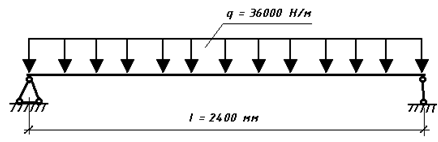 q = 36000 Н/м
l = 2400 мм